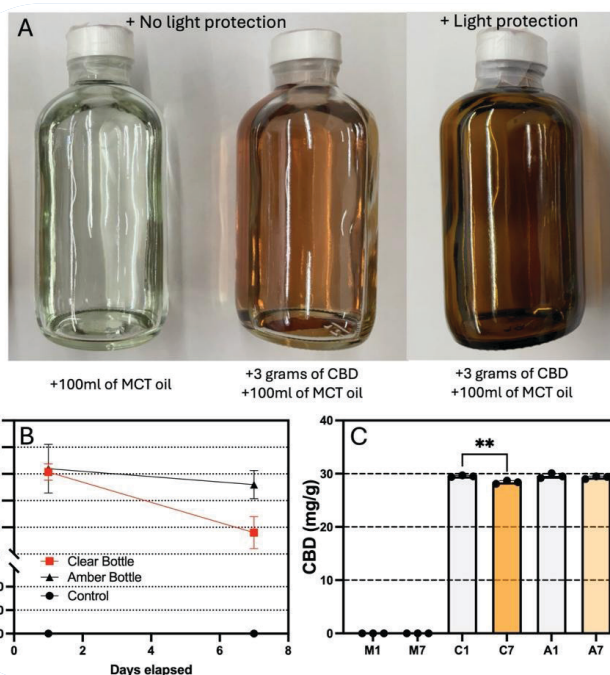 A
+ No light protection
+ Light protection
+100ml of MCT oil
+3 grams of CBD
+100ml of MCT oil
+3 grams of CBD
+100ml of MCT oil
B
Clear Bottle
Amber Bottle
Control
0
2
4
6
8
Days elapsed
C
**
CBD (mg/g)
40
30
20
10
0
M1
M7
C1
C7
A1
A7